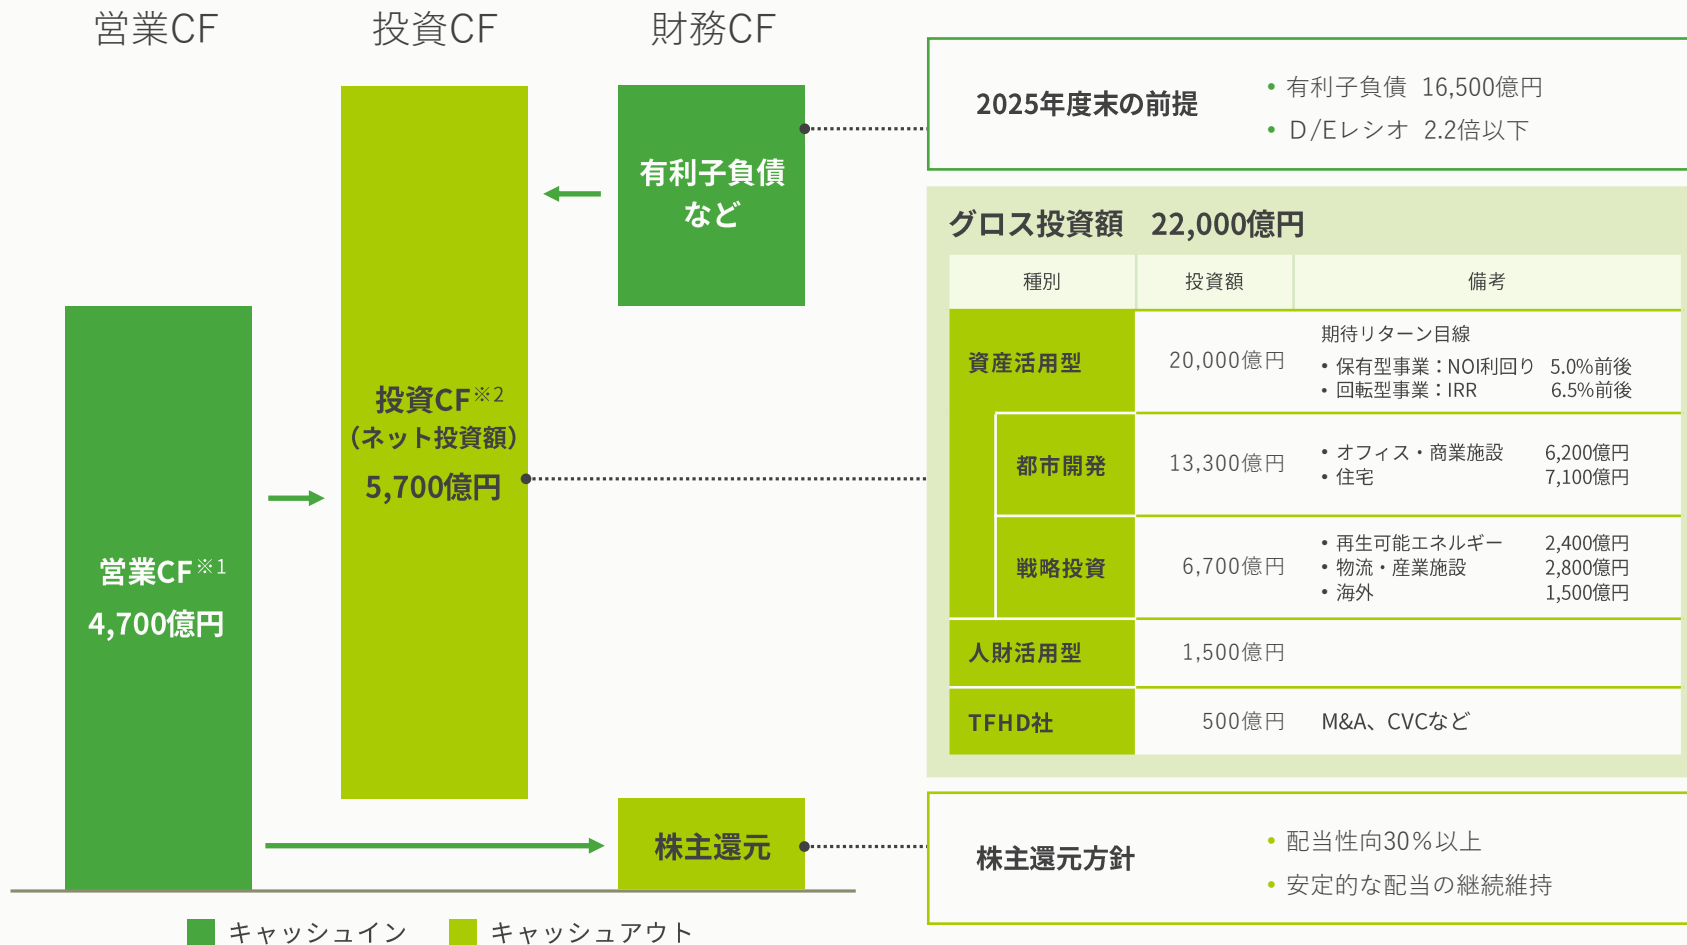 営業CF
投資CF
財務CF
有利子負債
など
投資CF※2
（ネット投資額）
5,700億円
営業CF※1
4,700億円
株主還元
キャッシュイン
キャッシュアウト
2025年度末の前提
• 有利子負債 16,500億円
• D/Eレシオ 2.2倍以下
グロス投資額 22,000億円
種別 投資額 備考
資産活用型 20,000億円
期待リターン目線
• 保有型事業：NOI利回り 5.0%前後
• 回転型事業：IRR 6.5%前後
都市開発 13,300億円
• オフィス・商業施設 6,200億円
• 住宅 7,100億円
戦略投資 6,700億円
• 再生可能エネルギー 2,400億円
• 物流・産業施設 2,800億円
• 海外 1,500億円
人財活用型 1,500億円
TFHD社 500億円 M&A、CVCなど
株主還元方針
• 配当性向30％以上
• 安定的な配当の継続維持